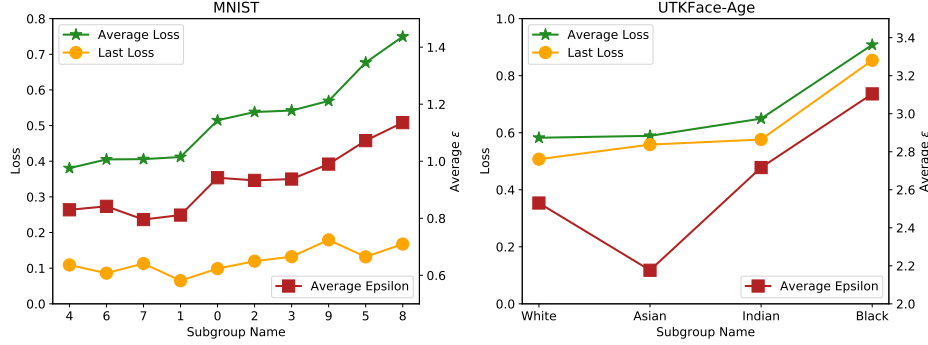 MNIST
0.8
0.7
0.6
0.5
0.4
0.3
0.2
0.1
0.0
Loss
Average Loss
Last Loss
Average Epsilon
1.4
1.2
1.0
0.8
0.6
Average ε
4 6 7 1 0 2 3 9 5 8
Subgroup Name
UTKFace-Age
1.0
0.8
0.6
0.4
0.2
0.0
Loss
Average Loss
Last Loss
Average Epsilon
3.4
3.2
3.0
2.8
2.6
2.4
2.2
2.0
Average ε
White Asian Indian Black
Subgroup Name